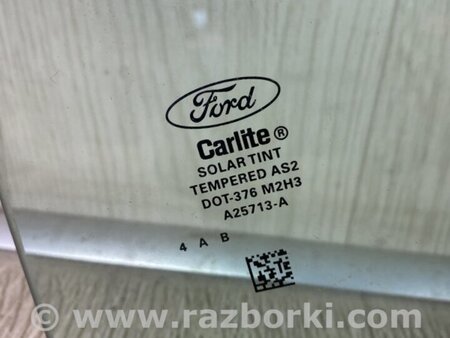 Ford
Carlite®
SOLAR TINT
TEMPERED AS2
DOT-376 M2H3
A25713-A
4 A B
© www.razborki.com